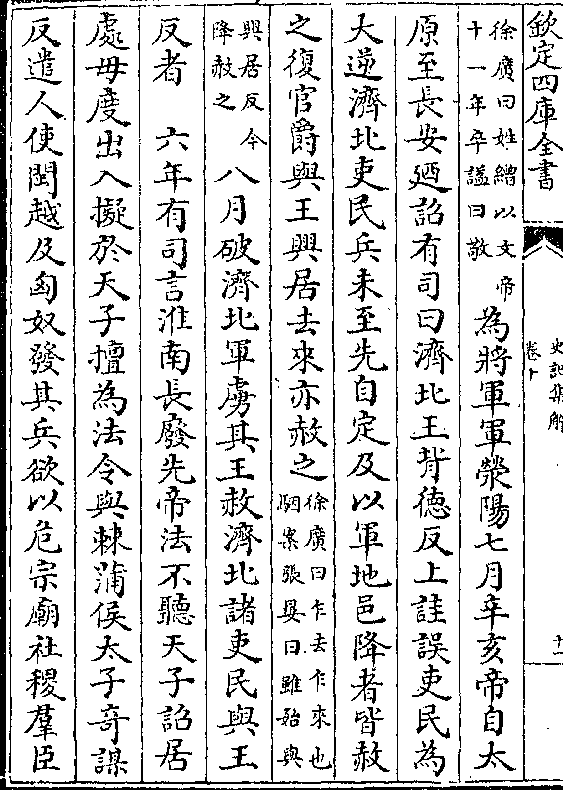 欽定四庫全書
史記集解
卷十
十一
徐廣曰姓繒以文帝
十一年卒諡曰敬
為將軍軍滎陽七月辛亥帝自太
原至長安廼詔有司曰濟北王背德反上詿誤吏民為
大逆濟北吏民兵未至先自定及以軍地邑降者皆赦
之復官爵與王興居去來亦赦之
徐廣曰乍去乍來也
駰案張晏曰雖始與
興居反今
降赦之
八月破濟北軍虜其王赦濟北諸吏民與王
反者　六年有司言淮南長廢先帝法不聽天子詔居
處毋度出入擬於天子擅為法令與棘蒲侯太子奇謀
反遣人使閩越及匈奴發其兵欲以危宗廟社稷羣臣